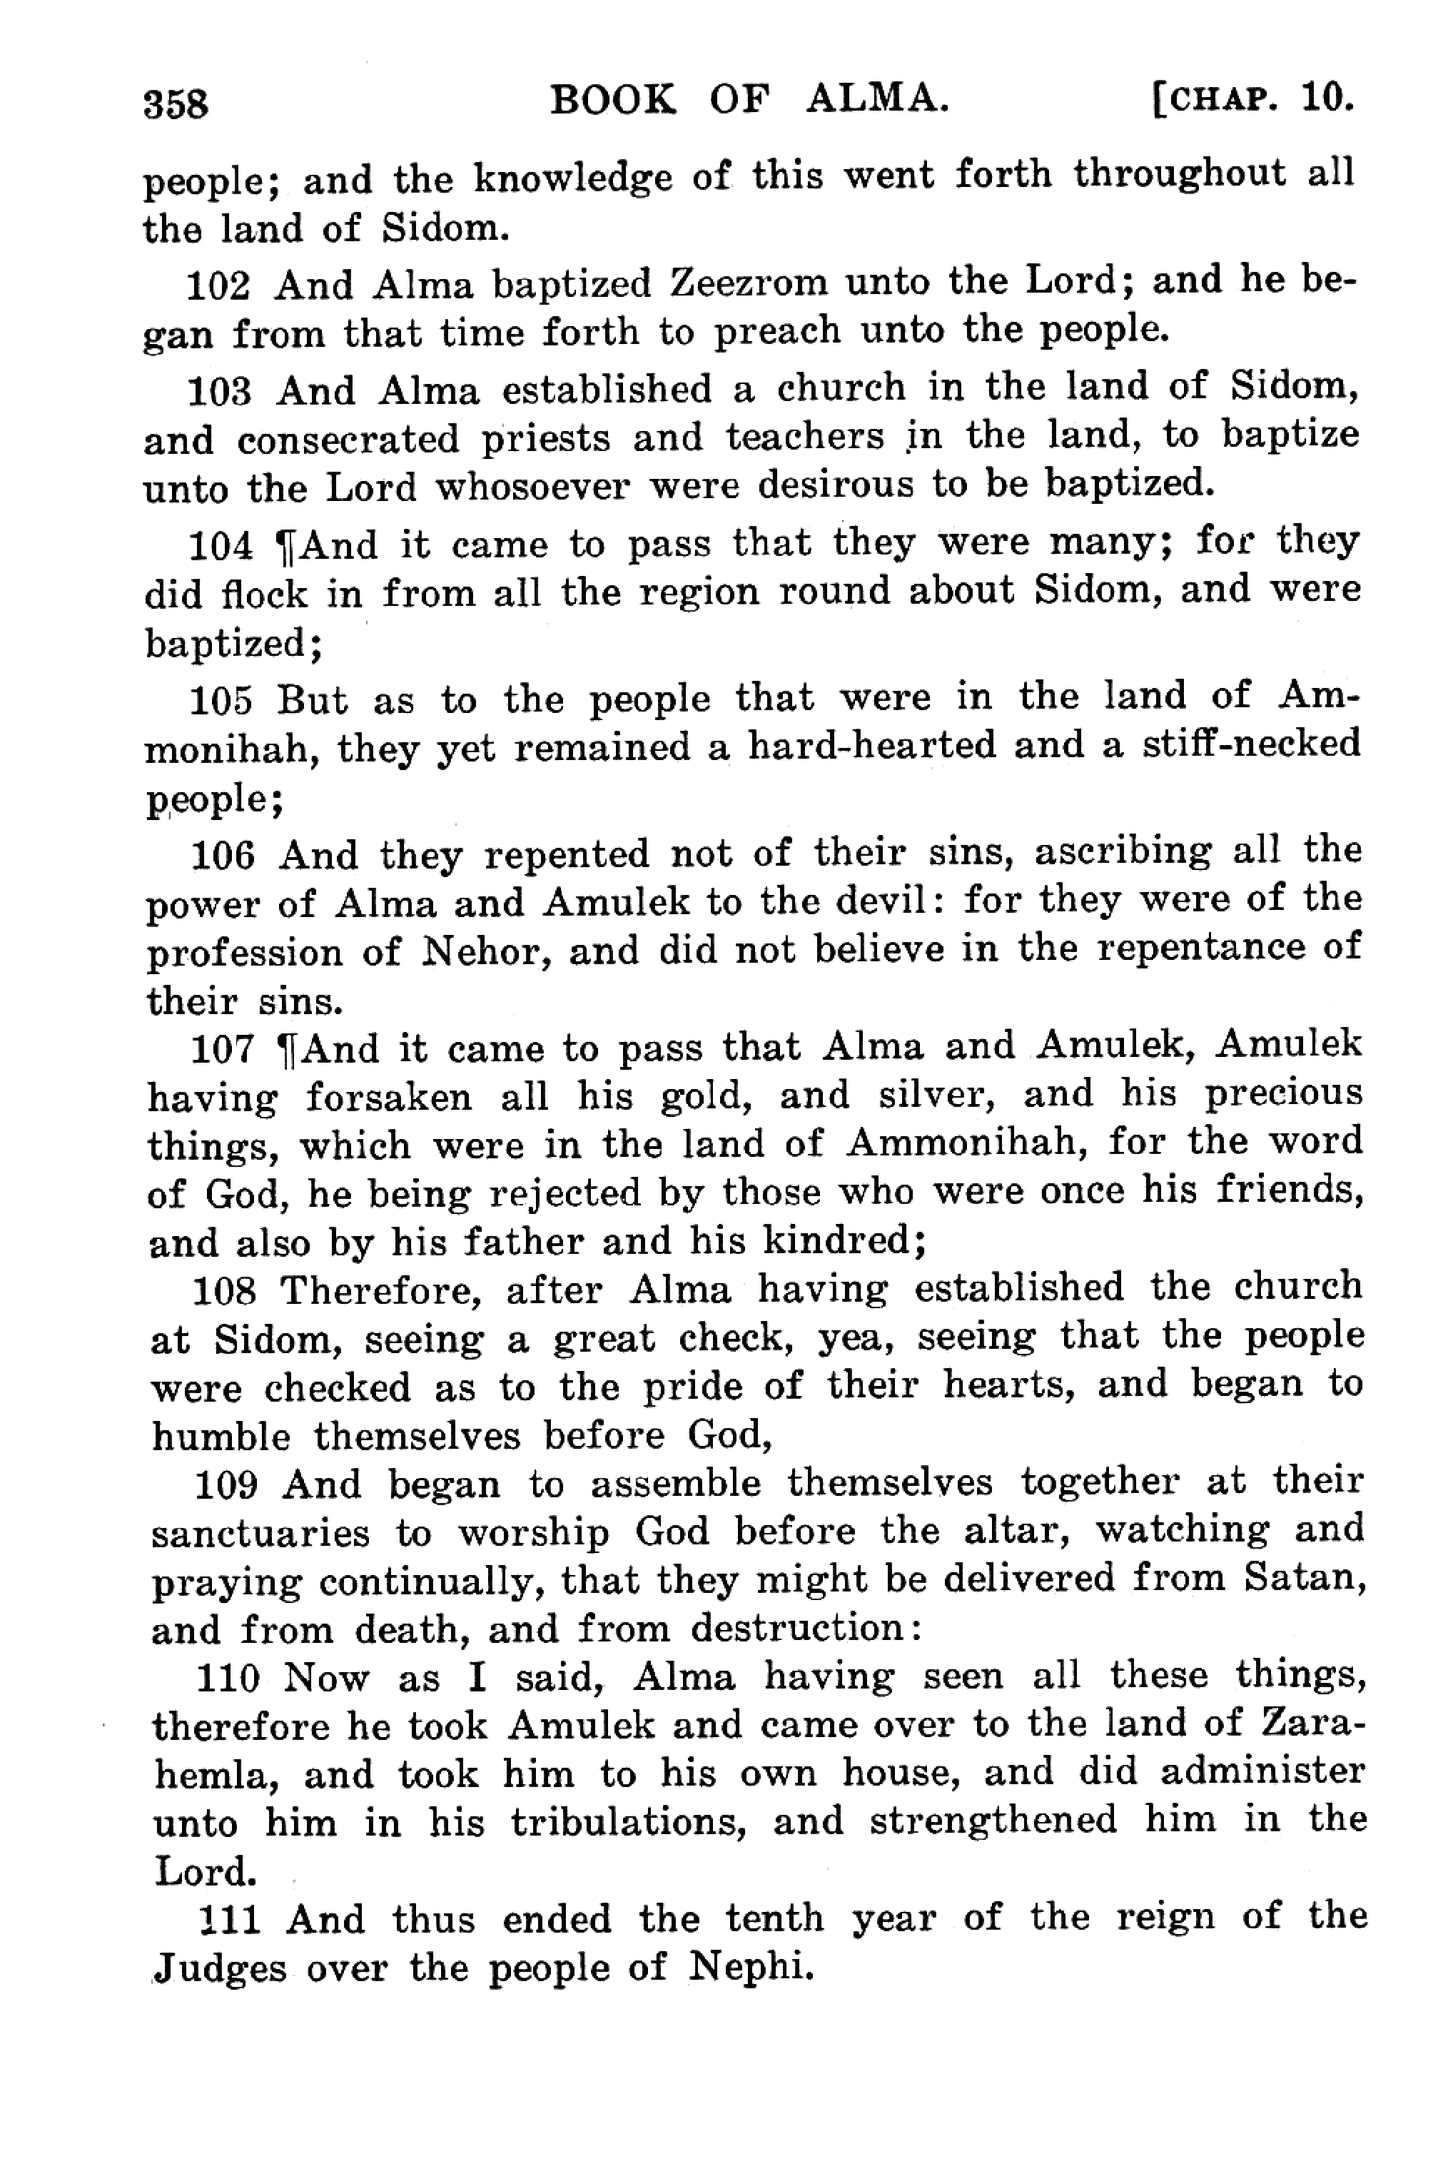 358 BOOK OF ALMA. [CHAP. 10.
people; and the knowledge of this went forth throughout all
the land of Sidom.
102 And Alma baptized Zeezrom unto the Lord; and he be-
gan from that time forth to preach unto the people.
103 And Alma established a church in the land of Sidom,
and consecrated priests and teachers in the land, to baptize
unto the Lord whosoever were desirous to be baptized.
104 ¶And it came to pass that they were many; for they
did flock in from all the region round about Sidom, and were
baptized;
105 But as to the people that were in the land of Am-
monihah, they yet remained a hard-hearted and a stiff-necked
people;
106 And they repented not of their sins, ascribing all the
power of Alma and Amulek to the devil: for they were of the
profession of Nehor, and did not believe in the repentance of
their sins.
107 ¶And it came to pass that Alma and Amulek, Amulek
having forsaken all his gold, and silver, and his precious
things, which were in the land of Ammonihah, for the word
of God, he being rejected by those who were once his friends,
and also by his father and his kindred;
108 Therefore, after Alma having established the church
at Sidom, seeing a great check, yea, seeing that the people
were checked as to the pride of their hearts, and began to
humble themselves before God,
109 And began to assemble themselves together at their
sanctuaries to worship God before the altar, watching and
praying continually, that they might be delivered from Satan,
and from death, and from destruction:
110 Now as I said, Alma having seen all these things,
therefore he took Amulek and came over to the land of Zara-
hemla, and took him to his own house, and did administer
unto him in his tribulations, and strengthened him in the
Lord.
111 And thus ended the tenth year of the reign of the
Judges over the people of Nephi.